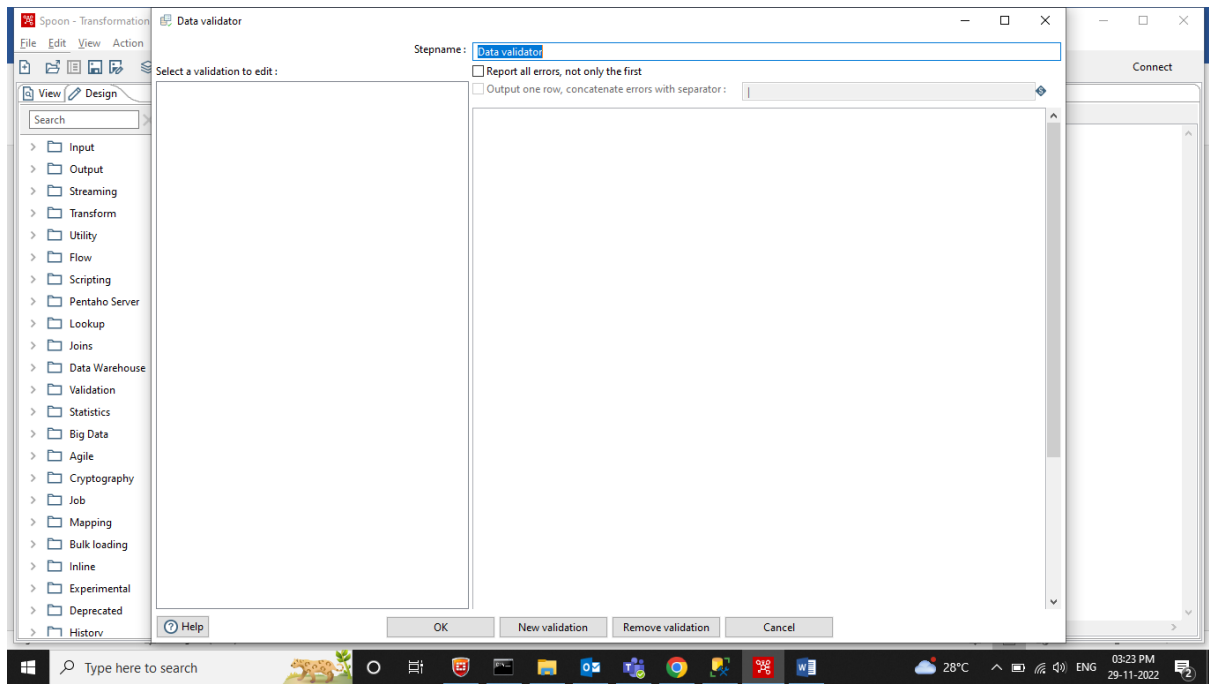 Spoon - Transformation
Data validator
File Edit View Action
Stepname :
Data validator
Connect
Select a validation to edit :
Report all errors, not only the first
View
Design
Output one row, concatenate errors with separator :
|
Search
Input
Output
Streaming
Transform
Utility
Flow
Scripting
Pentaho Server
Lookup
Joins
Data Warehouse
Validation
Statistics
Big Data
Agile
Cryptography
Job
Mapping
Bulk loading
Inline
Experimental
Deprecated
History
Help
OK
New validation
Remove validation
Cancel
Type here to search
28°C
ENG
03:23 PM
29-11-2022
2